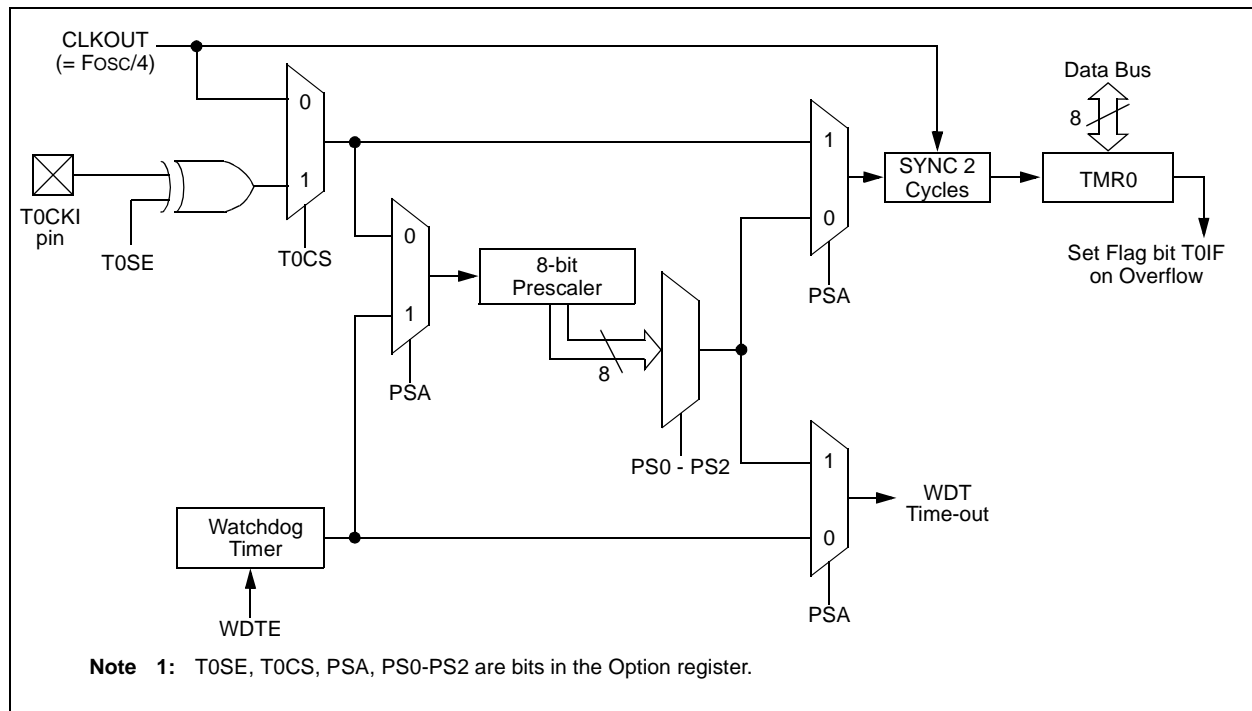 CLKOUT
(= FOSC/4)
Data Bus
8
0
1
T0CKI
pin
T0SE
T0CS
0
1
PSA
8-bit
Prescaler
8
PS0 - PS2
1
0
PSA
SYNC 2
Cycles
TMR0
Set Flag bit T0IF
on Overflow
Watchdog
Timer
WDTE
1
0
PSA
WDT
Time-out
Note 1: T0SE, T0CS, PSA, PS0-PS2 are bits in the Option register.